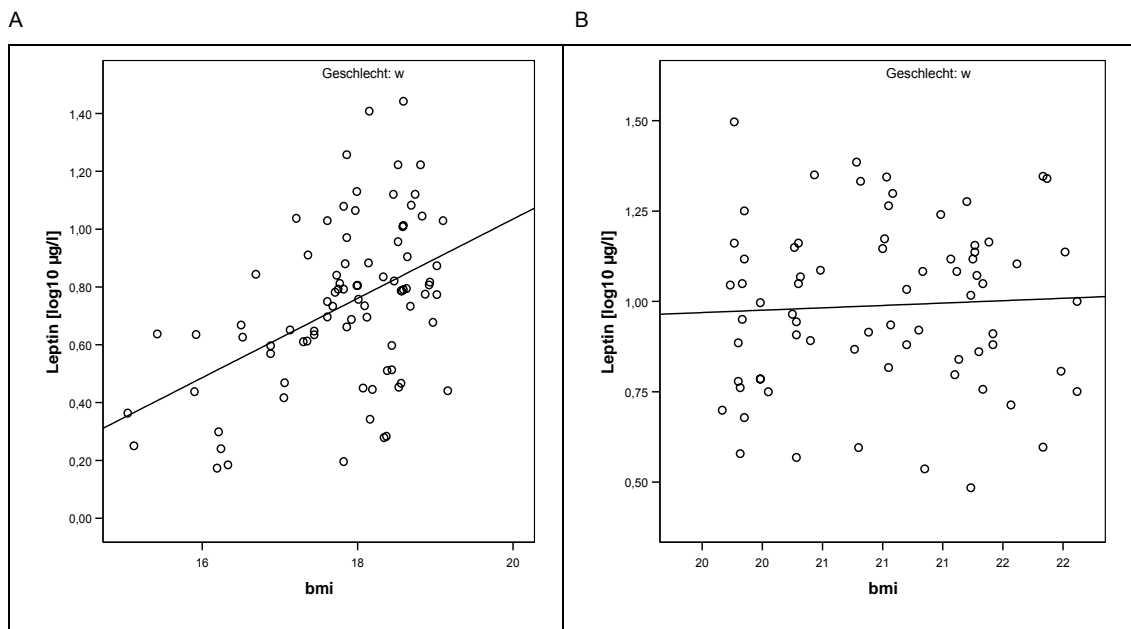 A
B
Geschlecht: w
Leptin [log10 µg/l]
1,40
1,20
1,00
0,80
0,60
0,40
0,20
0,00
16 18 20
bmi
Geschlecht: w
Leptin [log10 µg/l]
1,50
1,25
1,00
0,75
0,50
20 20 21 21 21 22 22
bmi